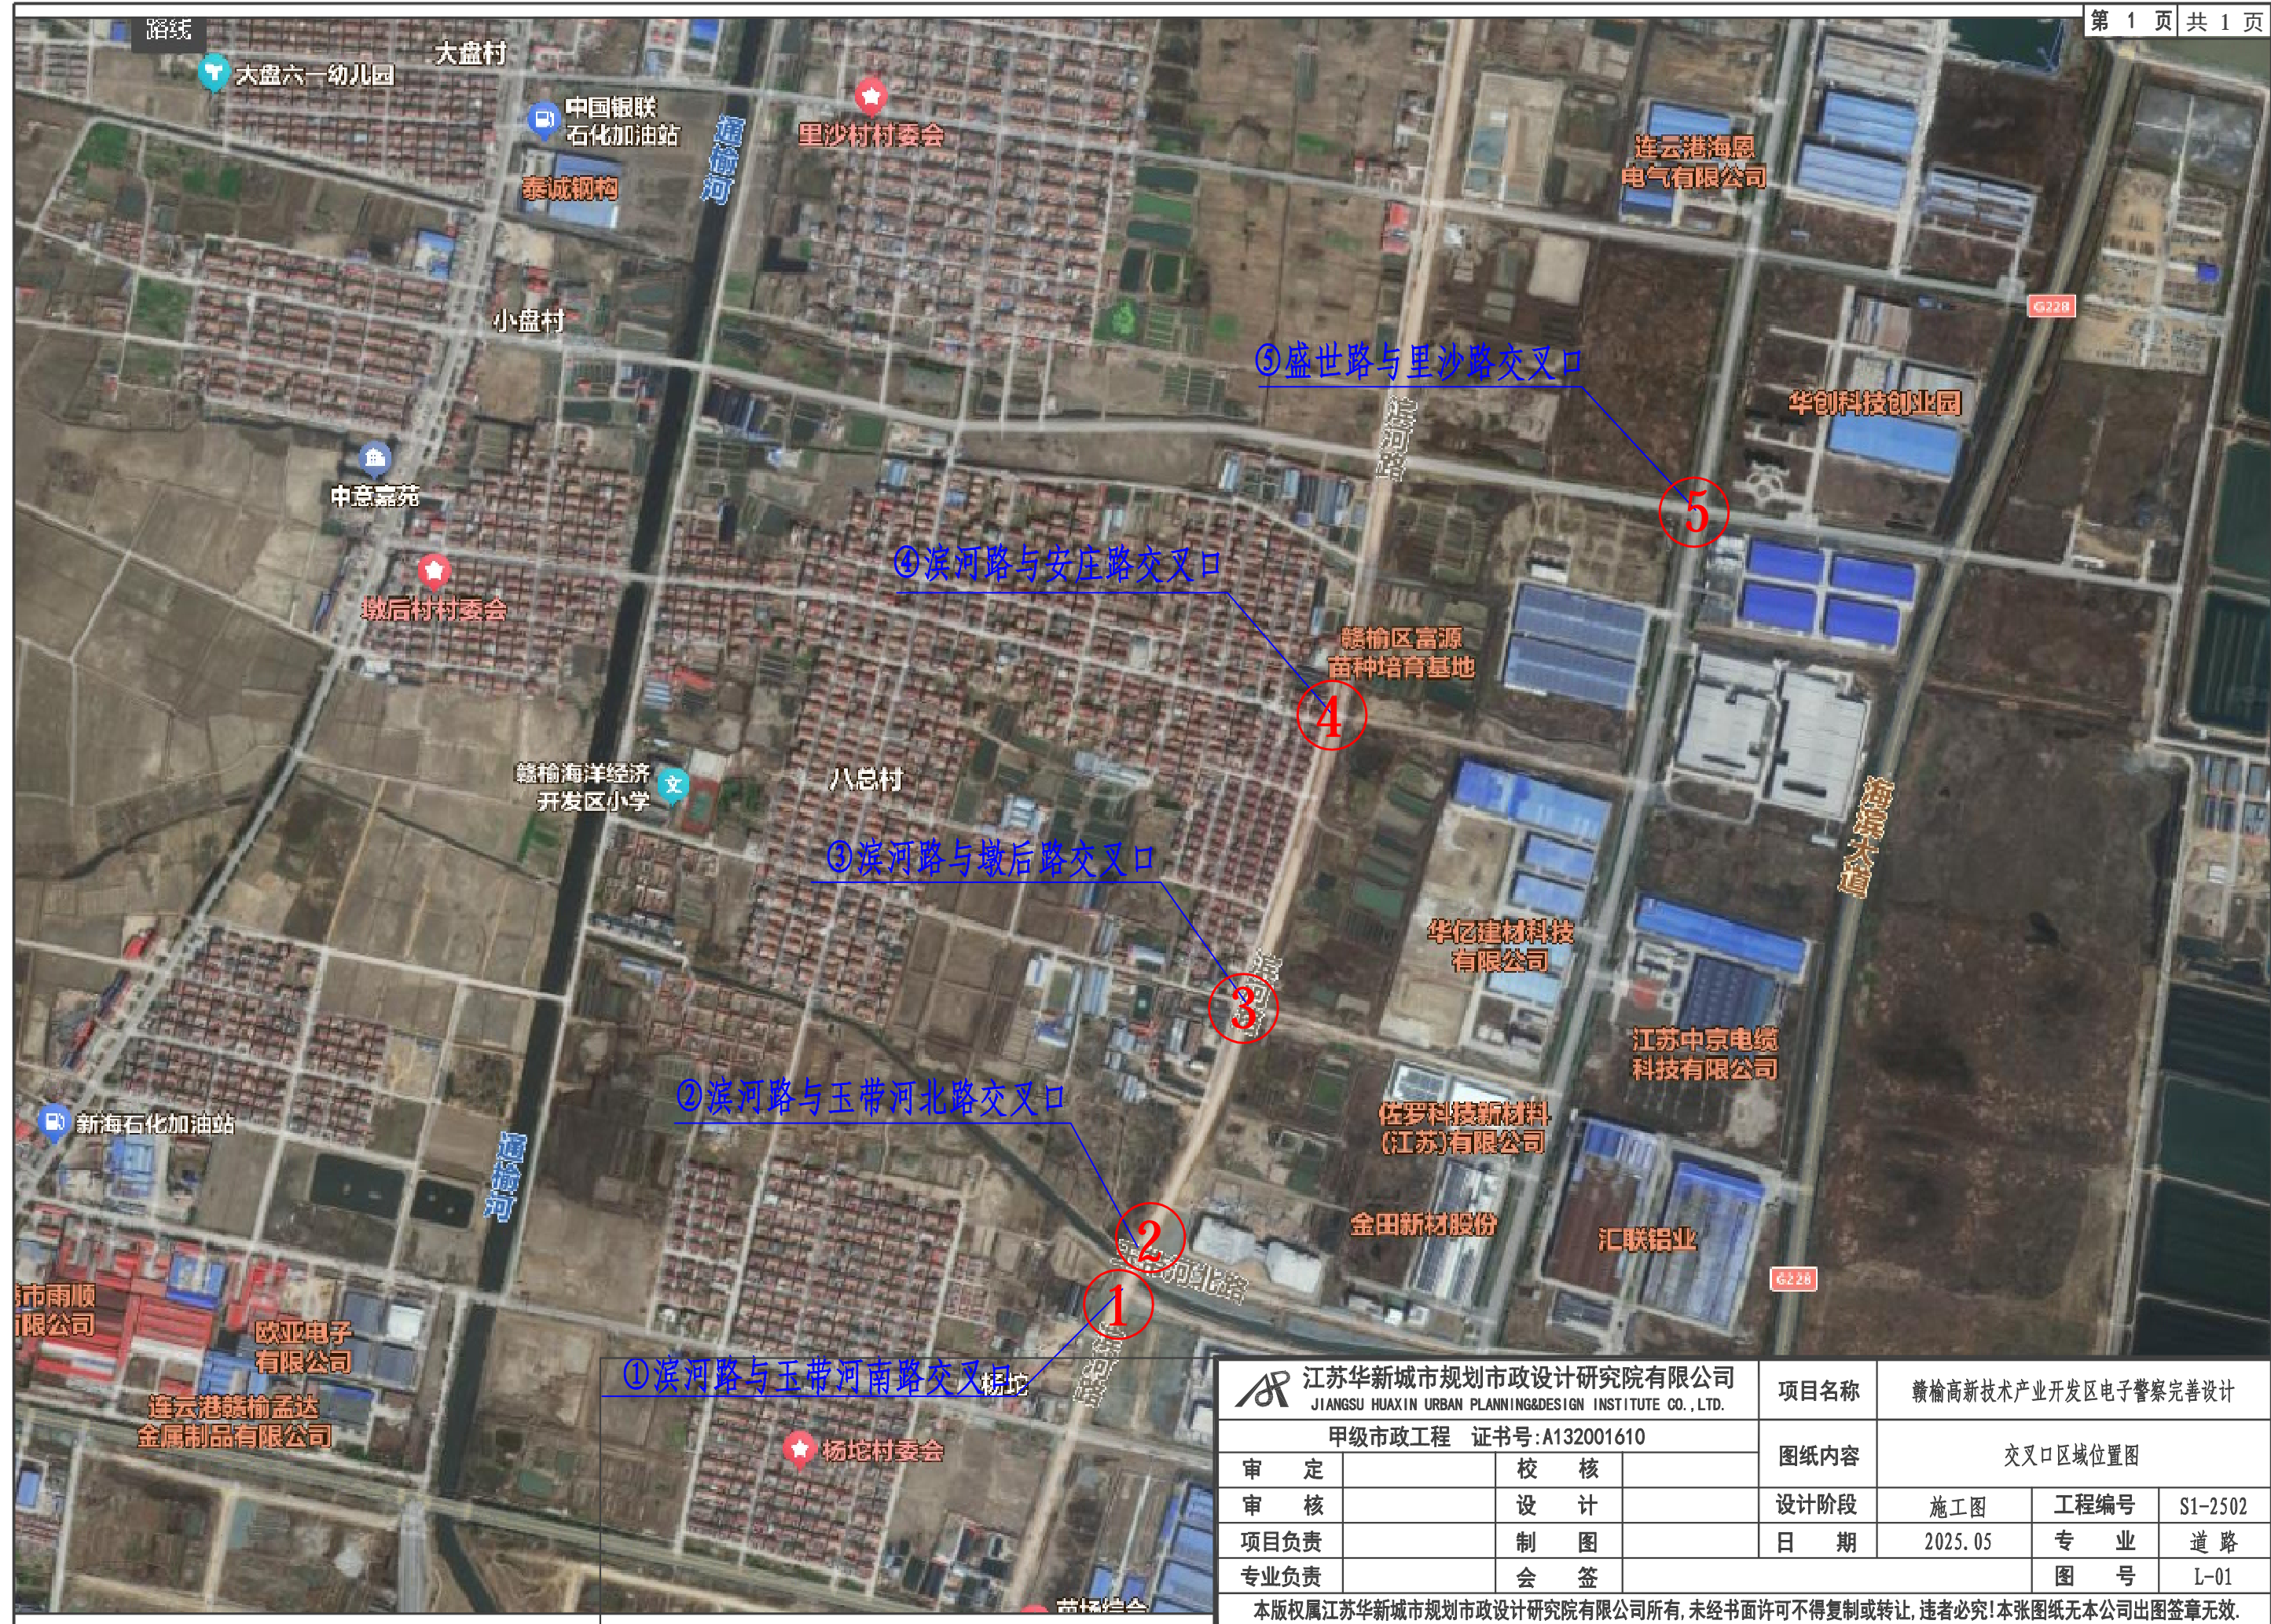 第 1 页 共 1 页
路线
大盘村
大盘六一幼儿园
中国银联
石化加油站
泰诚钢构
通榆河
里沙村村委会
连云港海恩
电气有限公司
小盘村
G228
⑤盛世路与里沙路交叉口
华创科技创业园
滨河路
中意嘉苑
5
墩后村村委会
④滨河路与安庄路交叉口
赣榆区富源
苗种培育基地
4
赣榆海洋经济
开发区小学
八总村
海滨大道
③滨河路与墩后路交叉口
华亿建材科技
有限公司
3
江苏中京电缆
科技有限公司
②滨河路与玉带河北路交叉口
佐罗科技新材料
(江苏)有限公司
新海石化加油站
通榆河
金田新材股份
汇联铝业
2
玉带河北路
G228
1
市雨顺
限公司
欧亚电子
有限公司
滨河路
①滨河路与玉带河南路交叉口
杨坨
连云港赣榆孟达
金属制品有限公司
杨坨村委会
江苏华新城市规划市政设计研究院有限公司
JIANGSU HUAXIN URBAN PLANNING&DESIGN INSTITUTE CO.,LTD.
项目名称 赣榆高新技术产业开发区电子警察完善设计
甲级市政工程 证书号:A132001610
图纸内容 交叉口区域位置图
审 定 校 核
审 核 设 计 设计阶段 施工图 工程编号 S1-2502
项目负责 制 图 日 期 2025.05 专 业 道 路
专业负责 会 签 图 号 L-01
本版权属江苏华新城市规划市政设计研究院有限公司所有,未经书面许可不得复制或转让,违者必究!本张图纸无本公司出图签章无效.